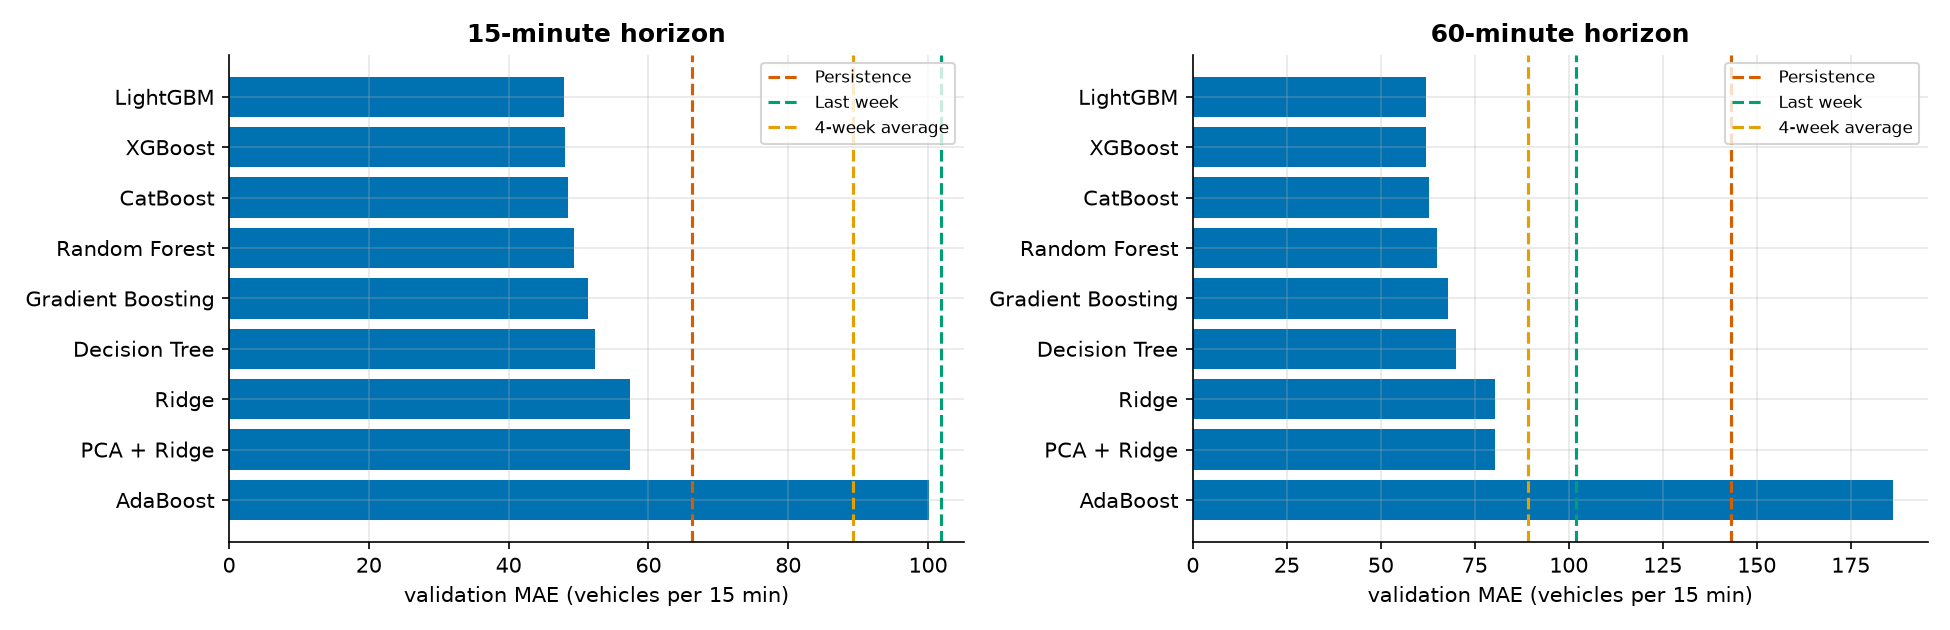 15-minute horizon
Persistence
Last week
4-week average
LightGBM
XGBoost
CatBoost
Random Forest
Gradient Boosting
Decision Tree
Ridge
PCA + Ridge
AdaBoost
0 20 40 60 80 100
validation MAE (vehicles per 15 min)
60-minute horizon
Persistence
Last week
4-week average
LightGBM
XGBoost
CatBoost
Random Forest
Gradient Boosting
Decision Tree
Ridge
PCA + Ridge
AdaBoost
0 25 50 75 100 125 150 175
validation MAE (vehicles per 15 min)